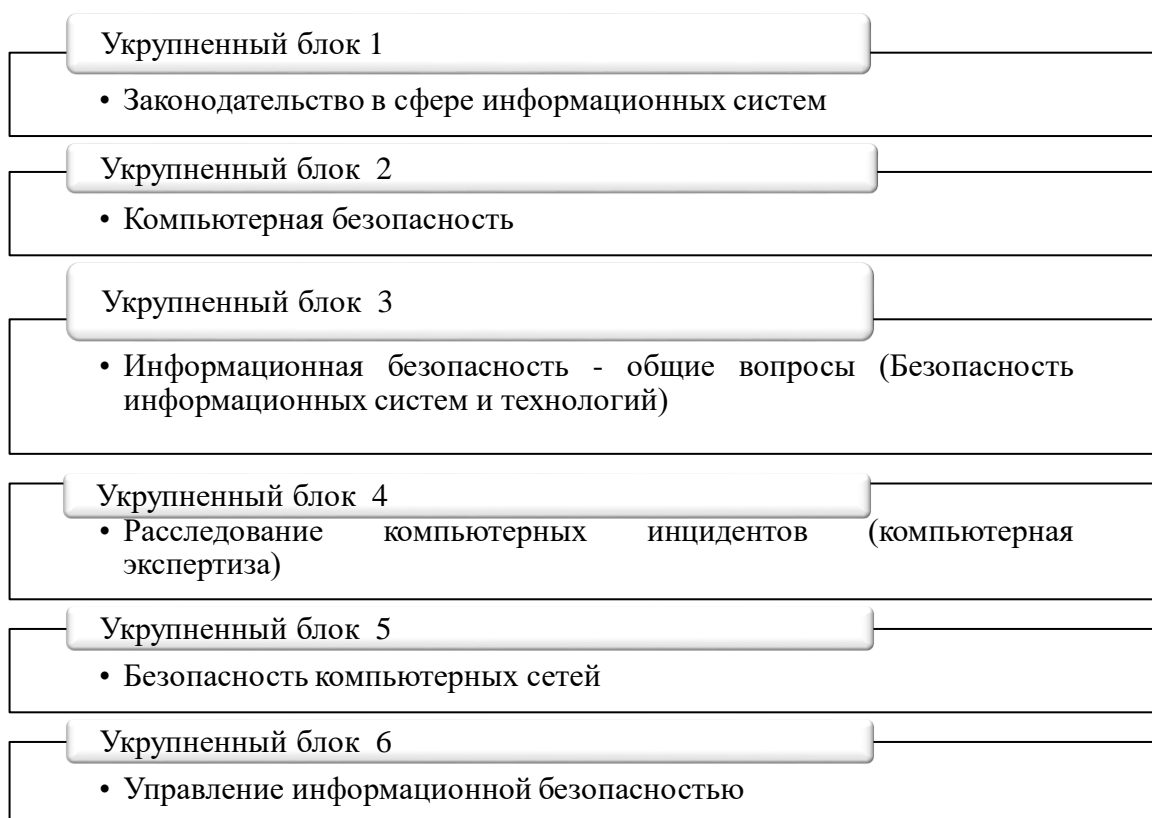 Укрупненный блок 1
• Законодательство в сфере информационных систем
Укрупненный блок 2
• Компьютерная безопасность
Укрупненный блок 3
• Информационная безопасность - общие вопросы (Безопасность
информационных систем и технологий)
Укрупненный блок 4
• Расследование компьютерных инцидентов (компьютерная
экспертиза)
Укрупненный блок 5
• Безопасность компьютерных сетей
Укрупненный блок 6
• Управление информационной безопасностью